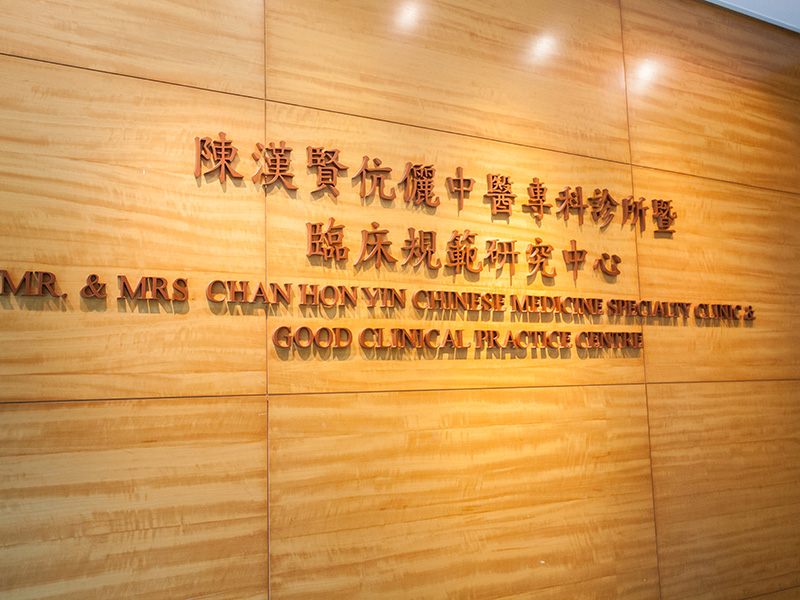 陳漢賢伉儷中醫專科診所暨
臨床規範研究中心
MR. & MRS. CHAN HON YIN CHINESE MEDICINE SPECIALTY CLINIC &
GOOD CLINICAL PRACTICE CENTRE